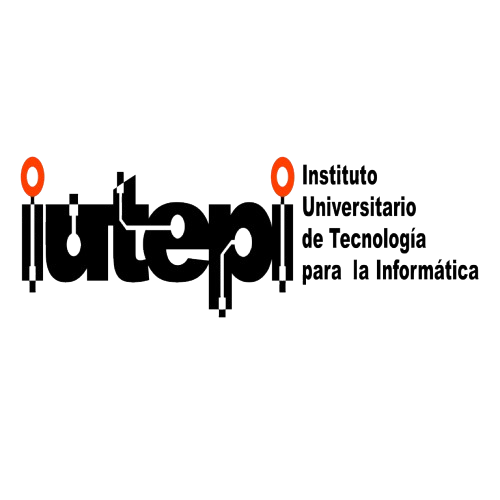 iutepi
Instituto
Universitario
de Tecnología
para la Informática